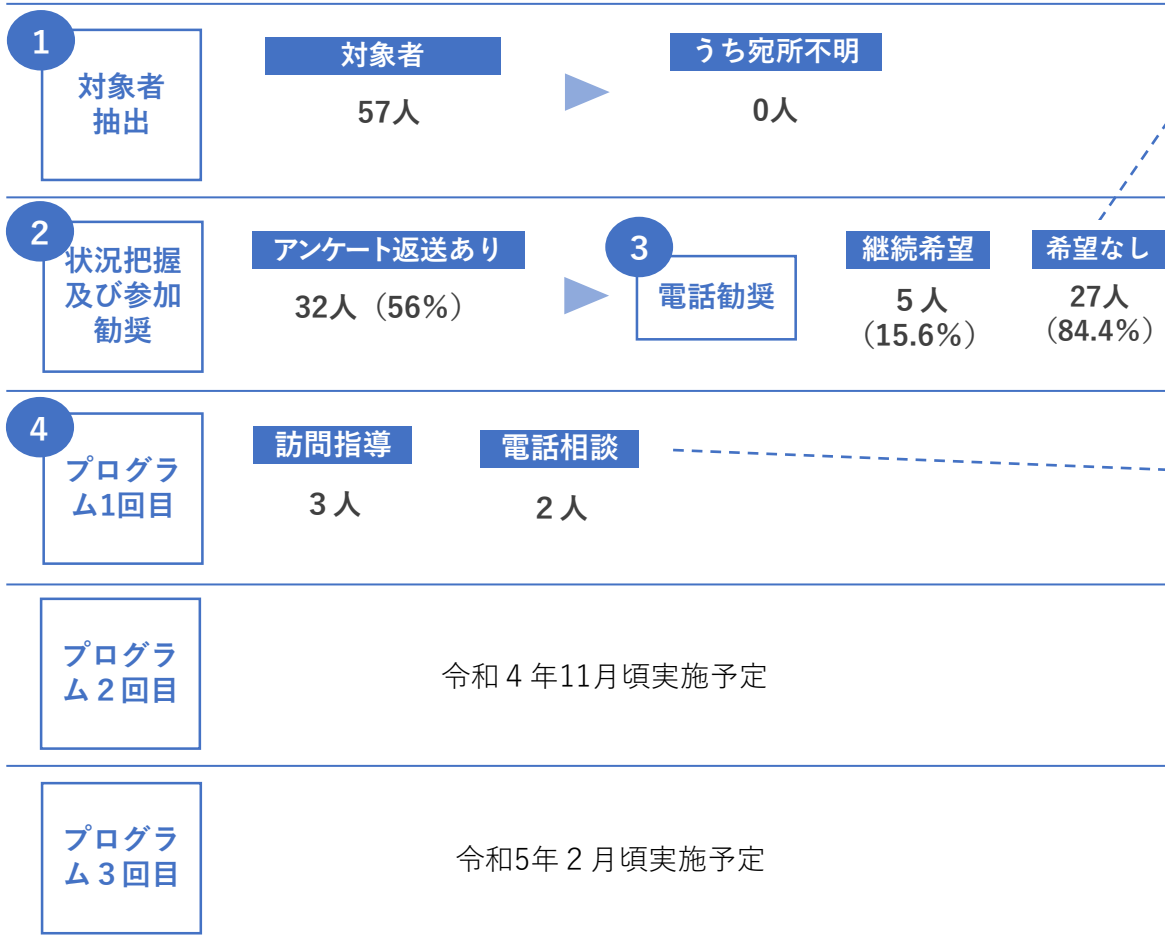 1
対象者
抽出
対象者
57人
うち宛所不明
0人
2
状況把握
及び参加
勧奨
アンケート返送あり
32人（56%）
3
電話勧奨
継続希望
5 人
（15.6%）
希望なし
27人
（84.4%）
4
プログラ
ム1回目
訪問指導
3 人
電話相談
2 人
プログラ
ム２回目
令和４年11月頃実施予定
プログラ
ム３回目
令和5年２月頃実施予定